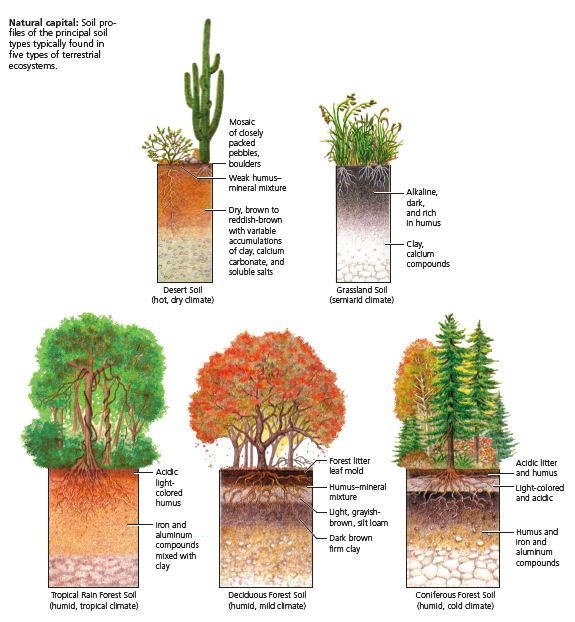 Natural capital: Soil pro-
files of the principal soil
types typically found in
five types of terrestrial
ecosystems.
Mosaic
of closely
packed
pebbles,
boulders
Weak humus–
mineral mixture
Dry, brown to
reddish-brown
with variable
accumulations
of clay, calcium
carbonate, and
soluble salts
Desert Soil
(hot, dry climate)
Alkaline,
dark,
and rich
in humus
Clay,
calcium
compounds
Grassland Soil
(semiarid climate)
Acidic
light-
colored
humus
Iron and
aluminum
compounds
mixed with
clay
Tropical Rain Forest Soil
(humid, tropical climate)
Forest litter
leaf mold
Humus–mineral
mixture
Light, grayish-
brown, silt loam
Dark brown
firm clay
Deciduous Forest Soil
(humid, mild climate)
Acidic litter
and humus
Light-colored
and acidic
Humus and
iron and
aluminum
compounds
Coniferous Forest Soil
(humid, cold climate)